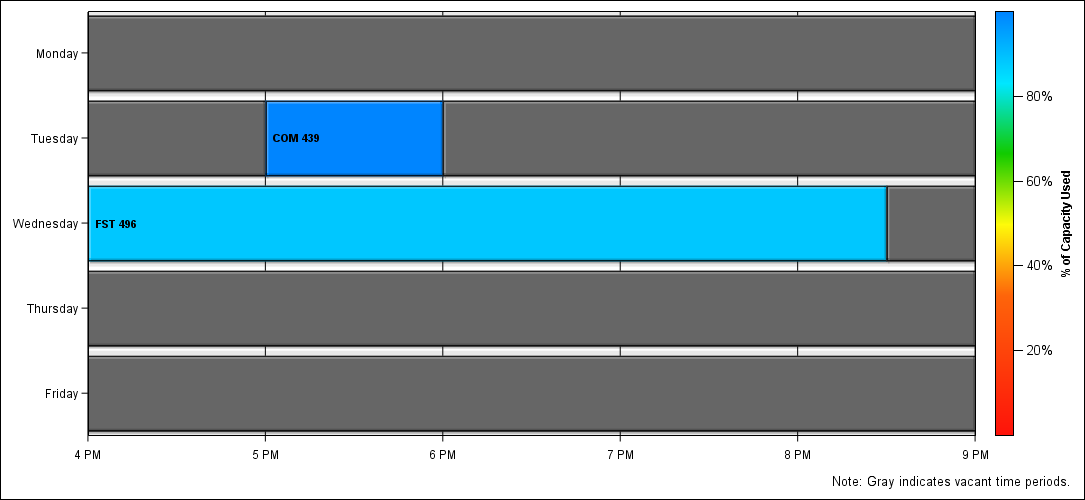 Monday
Tuesday
COM 439
Wednesday
FST 496
Thursday
Friday
4 PM
5 PM
6 PM
7 PM
8 PM
9 PM
80%
60%
40%
20%
% of Capacity Used
Note: Gray indicates vacant time periods.